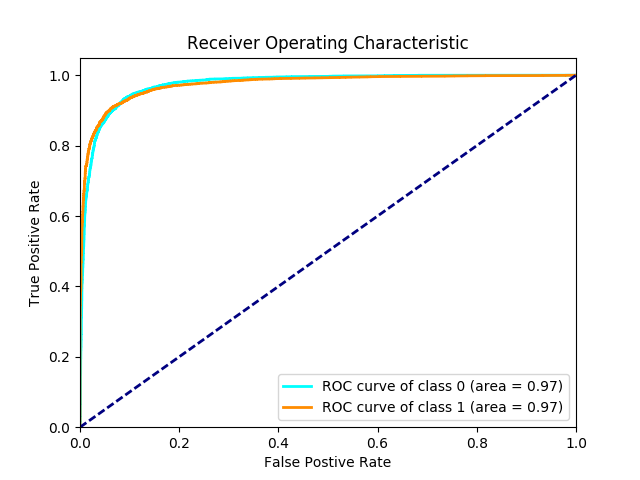 Receiver Operating Characteristic
1.0
0.8
0.6
0.4
0.2
0.0
True Positive Rate
ROC curve of class 0 (area = 0.97)
ROC curve of class 1 (area = 0.97)
0.0 0.2 0.4 0.6 0.8 1.0
False Postive Rate